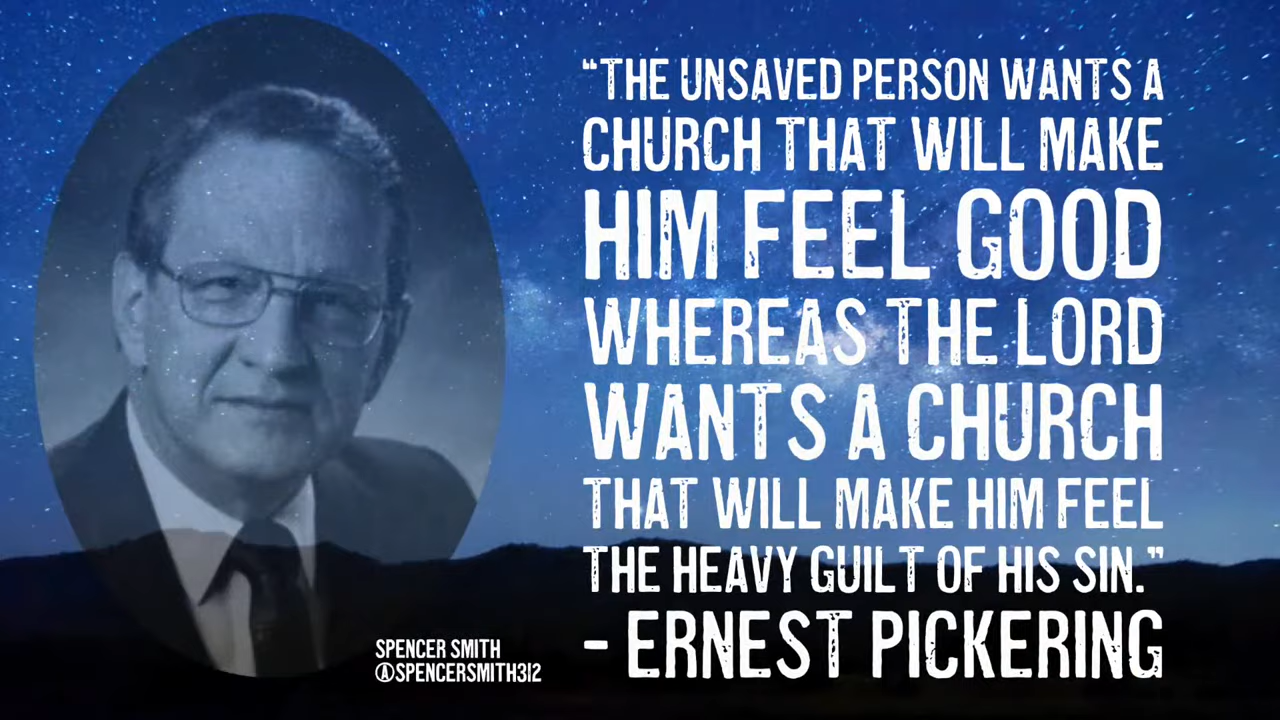 “THE UNSAVED PERSON WANTS A
CHURCH THAT WILL MAKE
HIM FEEL GOOD
WHEREAS THE LORD
WANTS A CHURCH
THAT WILL MAKE HIM FEEL
THE HEAVY GUILT OF HIS SIN.”
- ERNEST PICKERING
SPENCER SMITH
@SPENCERSMITH312